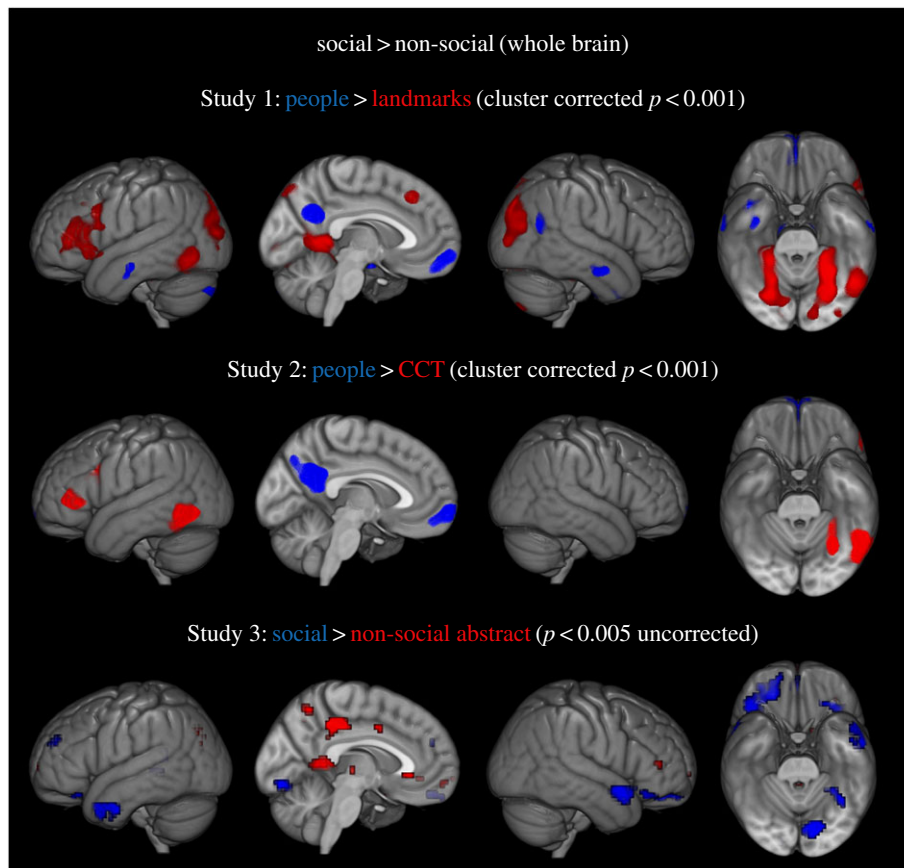 social > non-social (whole brain)
Study 1: people > landmarks (cluster corrected p < 0.001)
Study 2: people > CCT (cluster corrected p < 0.001)
Study 3: social > non-social abstract (p < 0.005 uncorrected)